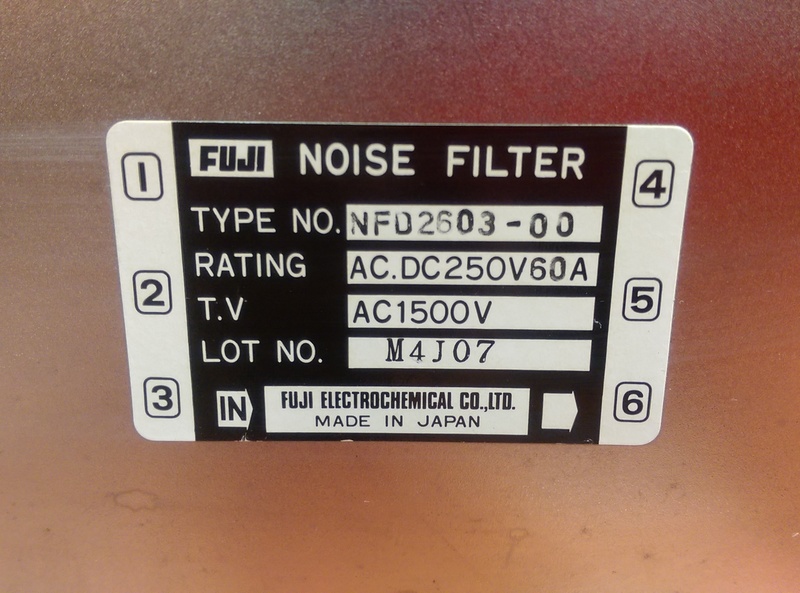 FUJI NOISE FILTER
TYPE NO. NFD2603-00
RATING AC.DC250V60A
T.V AC1500V
LOT NO. M4J07
IN FUJI ELECTROCHEMICAL CO.,LTD.
MADE IN JAPAN
1
2
3
4
5
6